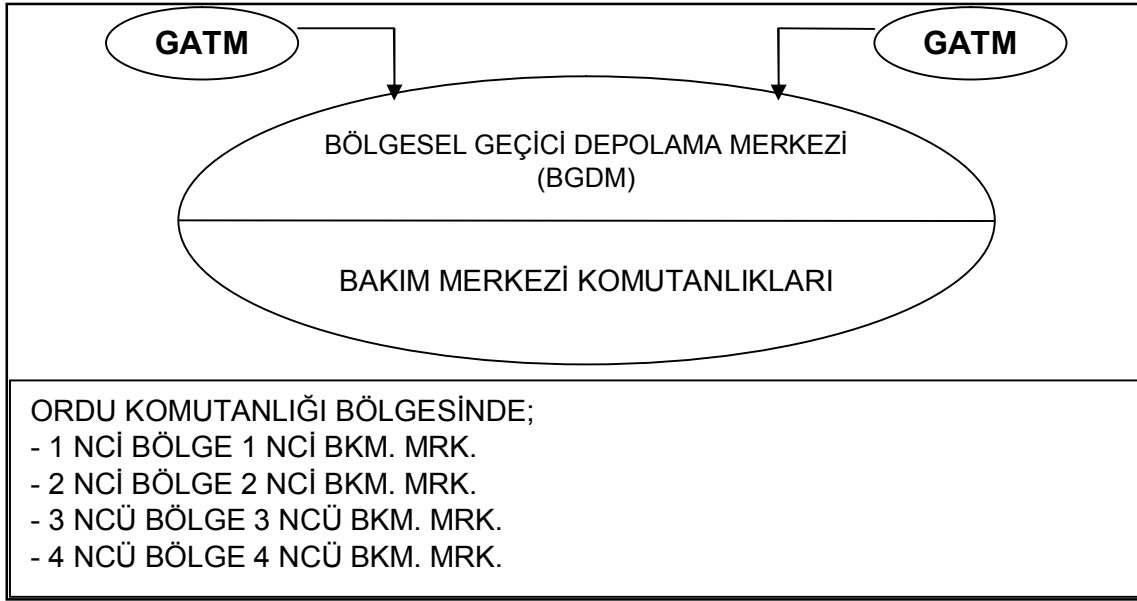 GATM
GATM
BÖLGESEL GEÇİCİ DEPOLAMA MERKEZİ
(BGDM)
BAKIM MERKEZİ KOMUTANLIKLARI
ORDU KOMUTANLIĞI BÖLGESİNDE;
- 1 NCİ BÖLGE 1 NCİ BKM. MRK.
- 2 NCİ BÖLGE 2 NCİ BKM. MRK.
- 3 NCÜ BÖLGE 3 NCÜ BKM. MRK.
- 4 NCÜ BÖLGE 4 NCÜ BKM. MRK.